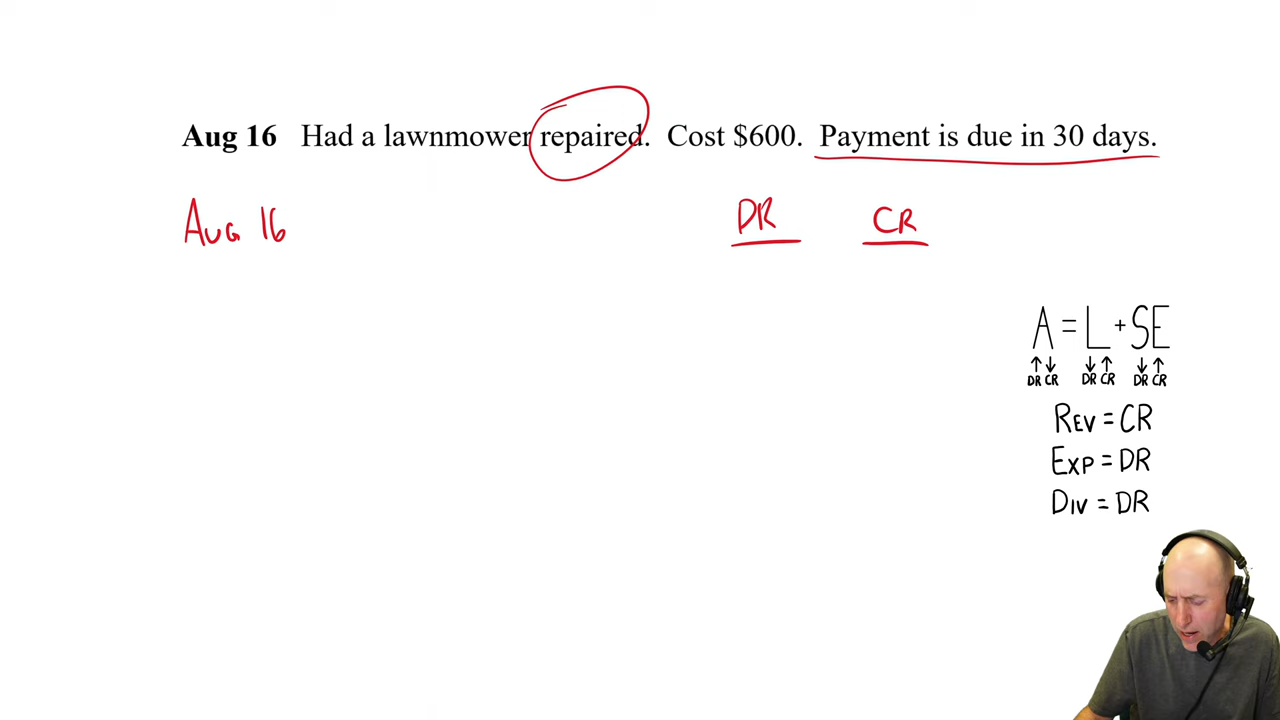 Aug 16 Had a lawnmower repaired. Cost $600. Payment is due in 30 days.
Aug 16 DR CR
A = L + SE
↑ ↓ ↓ ↑ ↓ ↑
DR CR DR CR DR CR
Rev = CR
Exp = DR
Div = DR